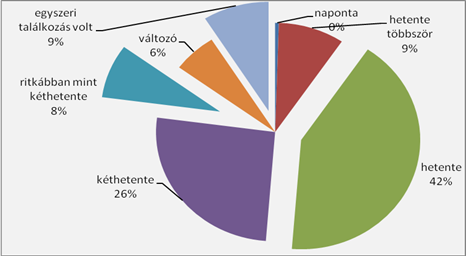 egyszeri
találkozás volt
9%
változó
6%
ritkábban mint
kéthetente
8%
kéthetente
26%
naponta
0%
hetente
többször
9%
hetente
42%